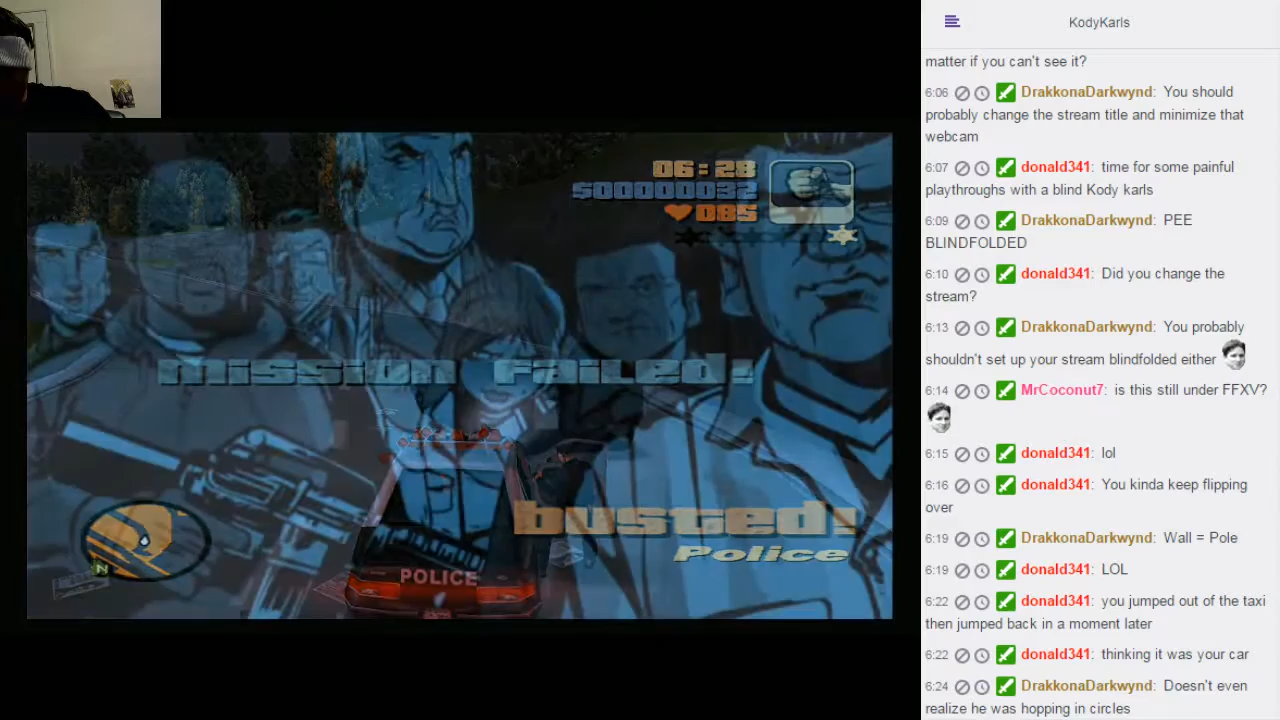 06:28
$00000032
085
mission failed!
busted!
Police
POLICE
N
KodyKarls
matter if you can't see it?
6:06 DrakkonaDarkwynd: You should
probably change the stream title and minimize that
webcam
6:07 donald341: time for some painful
playthroughs with a blind Kody karls
6:09 DrakkonaDarkwynd: PEE
BLINDFOLDED
6:10 donald341: Did you change the
stream?
6:13 DrakkonaDarkwynd: You probably
shouldn't set up your stream blindfolded either
6:14 MrCoconut7: is this still under FFXV?
6:15 donald341: lol
6:16 donald341: You kinda keep flipping
over
6:19 DrakkonaDarkwynd: Wall = Pole
6:19 donald341: LOL
6:22 donald341: you jumped out of the taxi
then jumped back in a moment later
6:22 donald341: thinking it was your car
6:24 DrakkonaDarkwynd: Doesn't even
realize he was hopping in circles